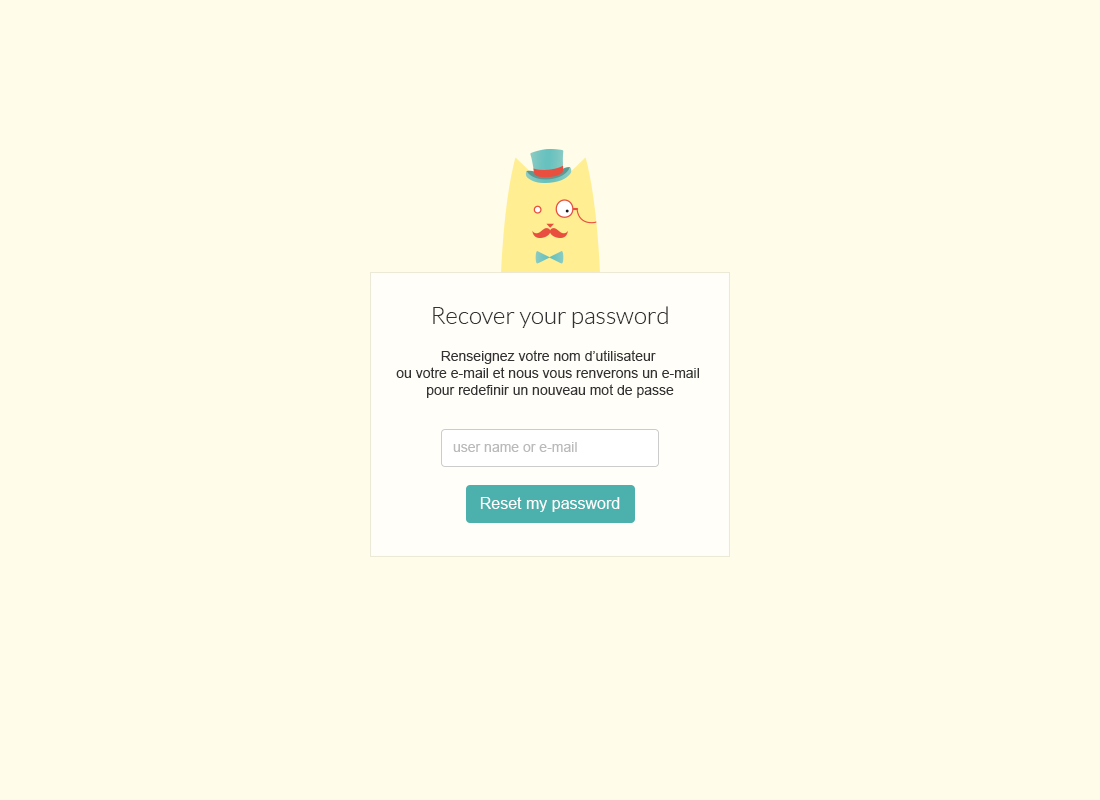 Recover your password
Renseignez votre nom d’utilisateur
ou votre e-mail et nous vous renverons un e-mail
pour redefinir un nouveau mot de passe
user name or e-mail
Reset my password